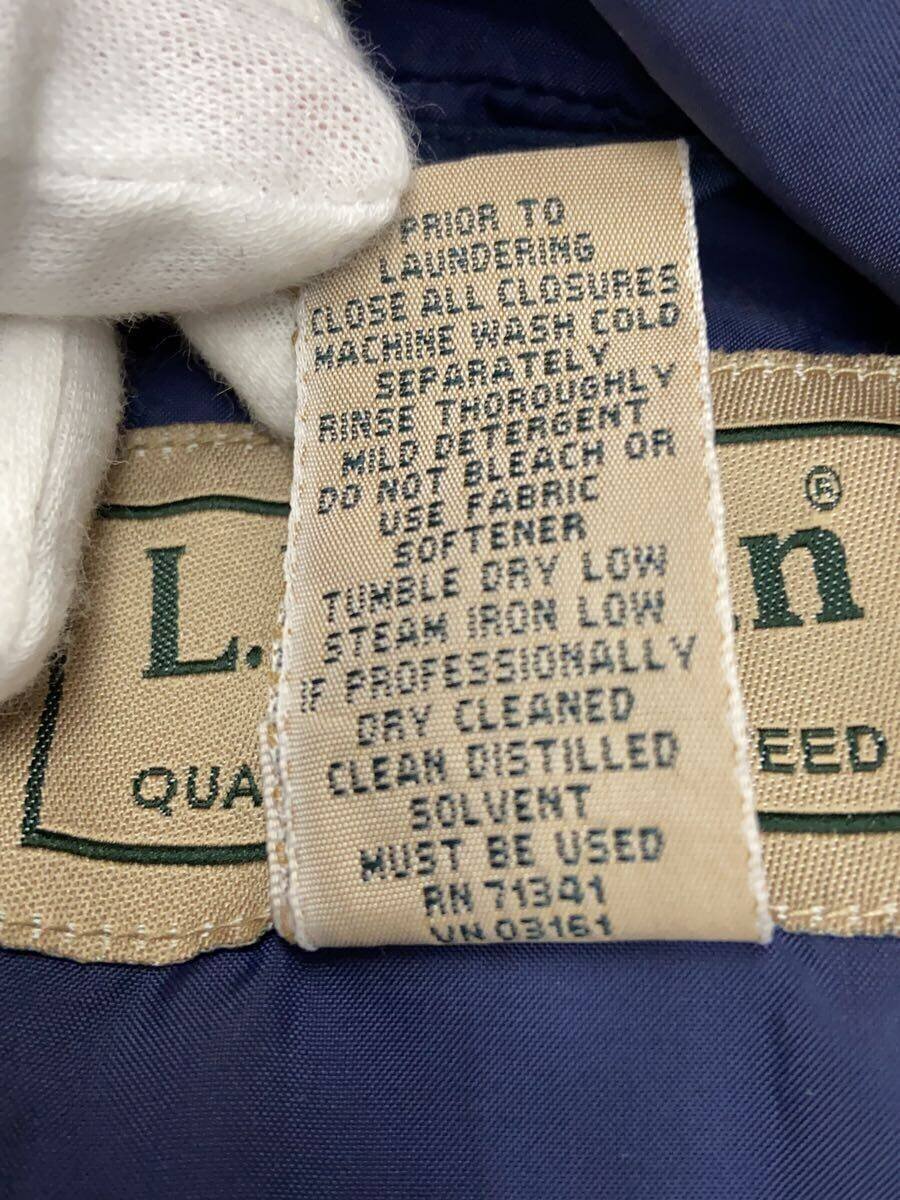 PRIOR TO
LAUNDERING
CLOSE ALL CLOSURES
MACHINE WASH COLD
SEPARATELY
RINSE THOROUGHLY
MILD DETERGENT
DO NOT BLEACH OR
USE FABRIC
SOFTENER
TUMBLE DRY LOW
STEAM IRON LOW
IF PROFESSIONALLY
DRY CLEANED
CLEAN DISTILLED
SOLVENT
MUST BE USED
RN 71341
VN 03161
L. n®
QUA EED